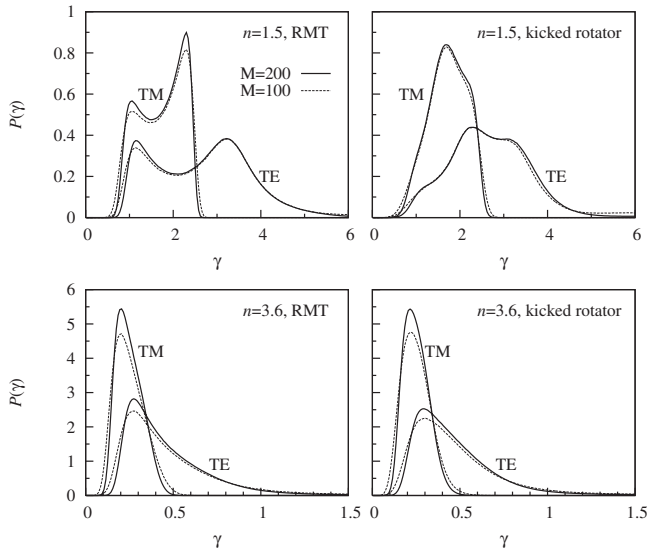 n=1.5, RMT
M=200
M=100
TM
TE
P(γ)
1
0.8
0.6
0.4
0.2
0
0 2 4 6
γ
n=1.5, kicked rotator
TM
TE
0 2 4 6
γ
n=3.6, RMT
TM
TE
P(γ)
6
5
4
3
2
1
0
0 0.5 1 1.5
γ
n=3.6, kicked rotator
TM
TE
0 0.5 1 1.5
γ